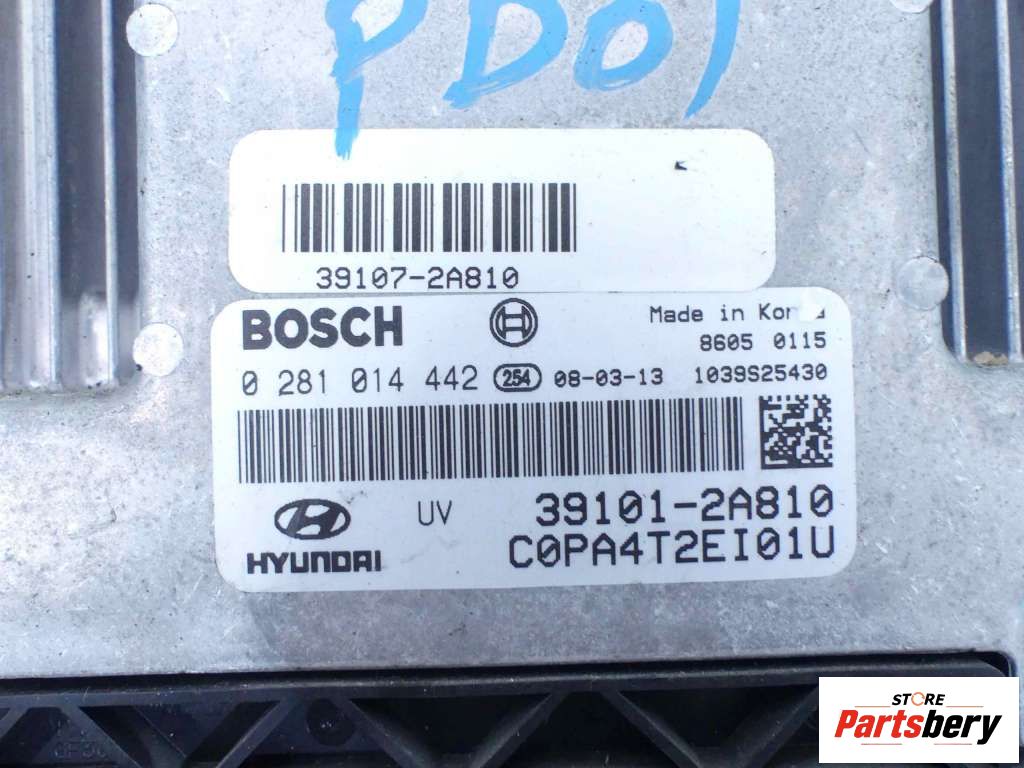 PD01
39107-2A810
BOSCH
Made in Korea
8605 0115
0 281 014 442 254 08-03-13 1039S25430
HYUNDAI UV 39101-2A810
C0PA4T2EI01U
STORE
Partsbery